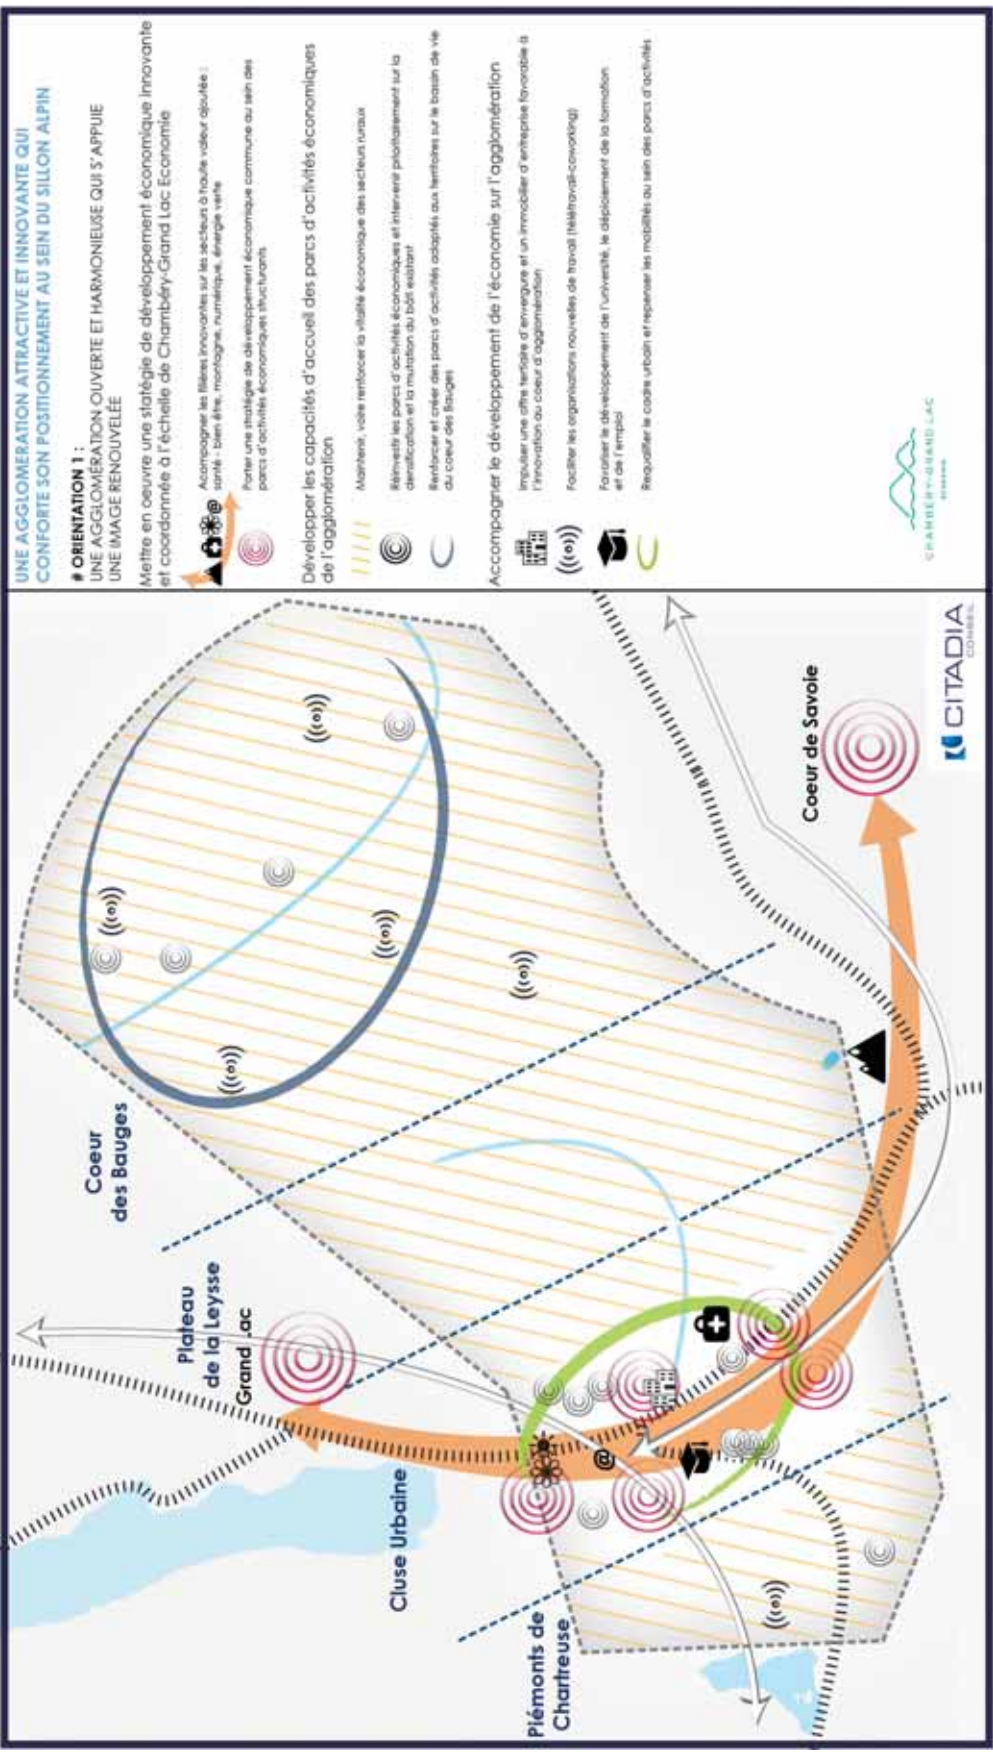 UNE AGGLOMERATION ATTRACTIVE ET INNOVANTE QUI
CONFORTE SON POSITIONNEMENT AU SEIN DU SILLON ALPIN
# ORIENTATION 1 :
UNE AGGLOMÉRATION OUVERTE ET HARMONIEUSE QUI S'APPUIE
UNE IMAGE RENOUVELÉE
Mettre en oeuvre une statégie de développement économique innovante
et coordonnée à l'échelle de Chambéry-Grand Lac Economie
Acompagner les filières innovantes sur les secteurs à haute valeur ajoutée :
santé - bien être, montagne, numérique, énergie verte
Porter une stratégie de développement économique commune au sein des
parcs d'activités économiques structurants
Développer les capacités d'accueil des parcs d'activités économiques
de l'agglomération
Maintenir, voire renforcer la vitalité économique des secteurs ruraux
Réinvestir les parcs d'activités économiques et intervenir prioritairement sur la
densification et la mutation du bâti existant
Renforcer et créer des parcs d'activités adaptés aux territoires sur le bassin de vie
du coeur des Bauges
Accompagner le développement de l'économie sur l'agglomération
Impulser une offre tertiaire d'envergure et un immobilier d'entreprise favorable à
l'innovation au coeur d'agglomération
Faciliter les organisations nouvelles de travail (télétravail-coworking)
Favoriser le développement de l'université, le déploiement de la formation
et de l'emploi
Requalifier le cadre urbain et repenser les mobilités au sein des parcs d'activités
CHAMBERY-GRAND LAC
Coeur
des Bauges
Plateau
de la Leysse
Grand .ac
Cluse Urbaine
Piémonts de
Chartreuse
Coeur de Savoie
@
CITADIA
CONSEIL